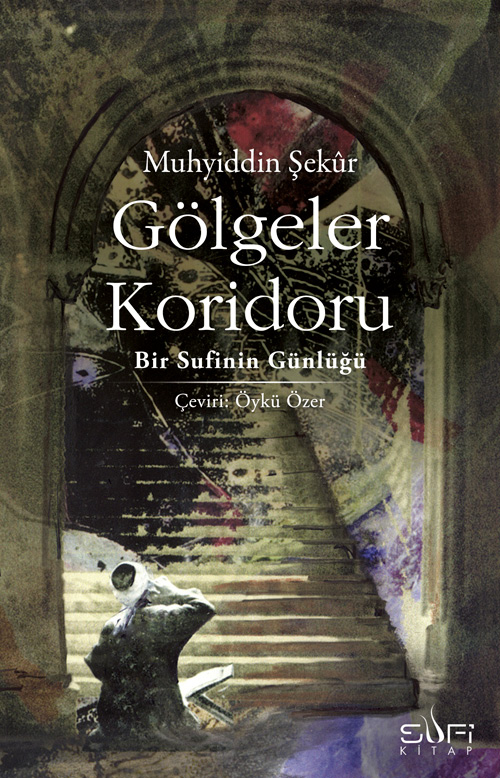 Muhyiddin Şekûr
Gölgeler
Koridoru
Bir Sufinin Günlüğü
Çeviri: Öykü Özer
SUFi
KİTAP